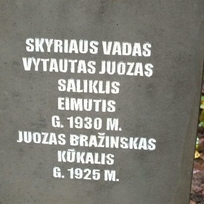 SKYRIAUS VADAS
VYTAUTAS JUOZAS
SALIKLIS
EIMUTIS
G. 1930 M.
JUOZAS BRAŽINSKAS
KŪKALIS
G. 1925 M.